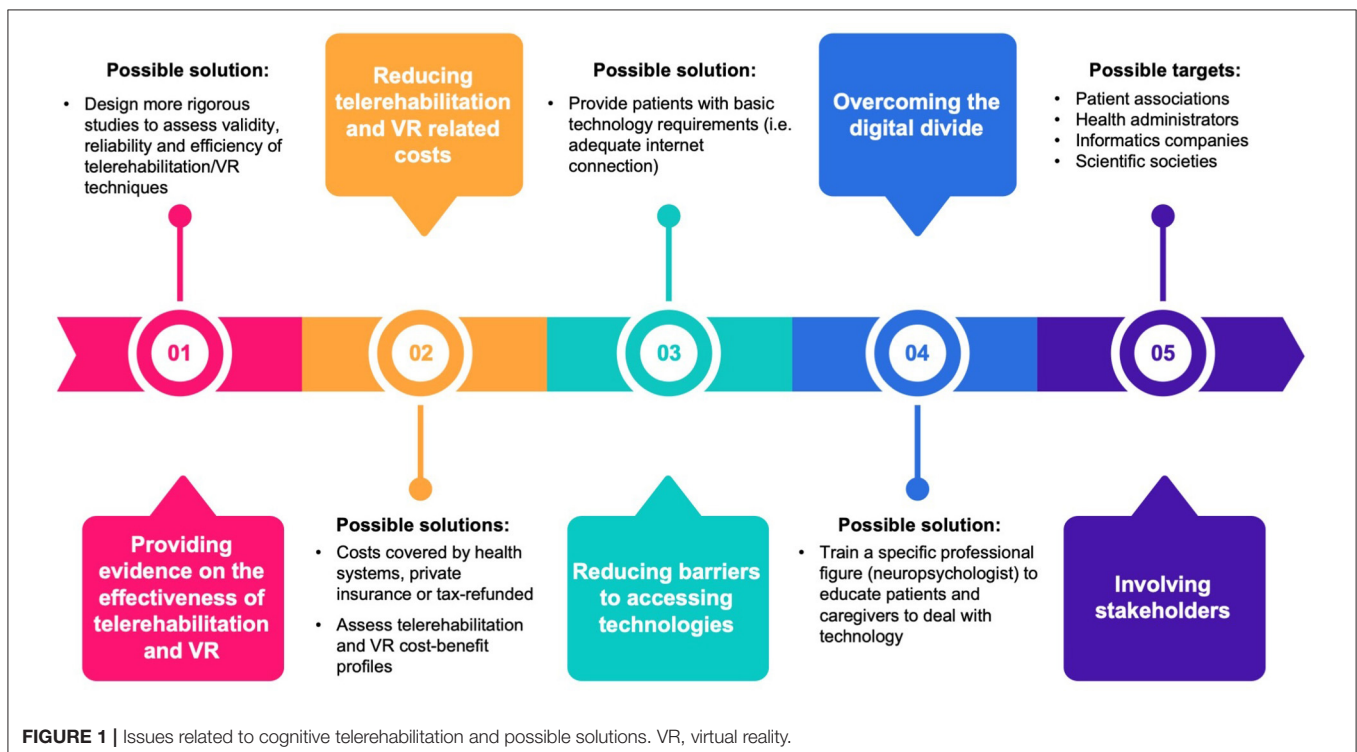 Possible solution:
• Design more rigorous
studies to assess validity,
reliability and efficiency of
telerehabilitation/VR
techniques
Reducing
telerehabilitation
and VR related
costs
Possible solution:
• Provide patients with basic
technology requirements (i.e.
adequate internet
connection)
Overcoming the
digital divide
Possible targets:
• Patient associations
• Health administrators
• Informatics companies
• Scientific societies
01
02
03
04
05
Providing
evidence on the
effectiveness of
telerehabilitation
and VR
Possible solutions:
• Costs covered by health
systems, private
insurance or tax-refunded
• Assess telerehabilitation
and VR cost-benefit
profiles
Reducing barriers
to accessing
technologies
Possible solution:
• Train a specific professional
figure (neuropsychologist) to
educate patients and
caregivers to deal with
technology
Involving
stakeholders
FIGURE 1 | Issues related to cognitive telerehabilitation and possible solutions. VR, virtual reality.